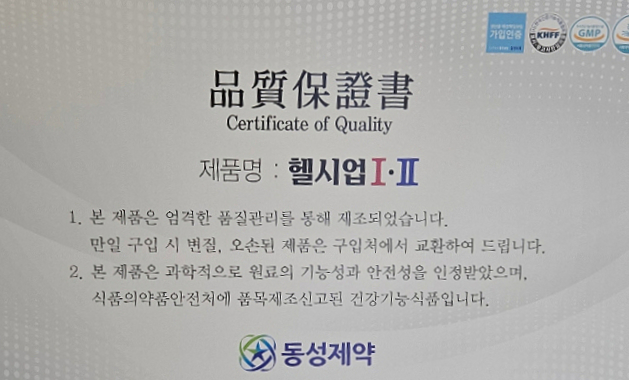 가입인증
KHFF
GMP
品質保證書
Certificate of Quality
제품명 : 헬시업 Ⅰ·Ⅱ
1. 본 제품은 엄격한 품질관리를 통해 제조되었습니다.
만일 구입 시 변질, 오손된 제품은 구입처에서 교환하여 드립니다.
2. 본 제품은 과학적으로 원료의 기능성과 안전성을 인정받았으며,
식품의약품안전처에 품목제조신고된 건강기능식품입니다.
동성제약